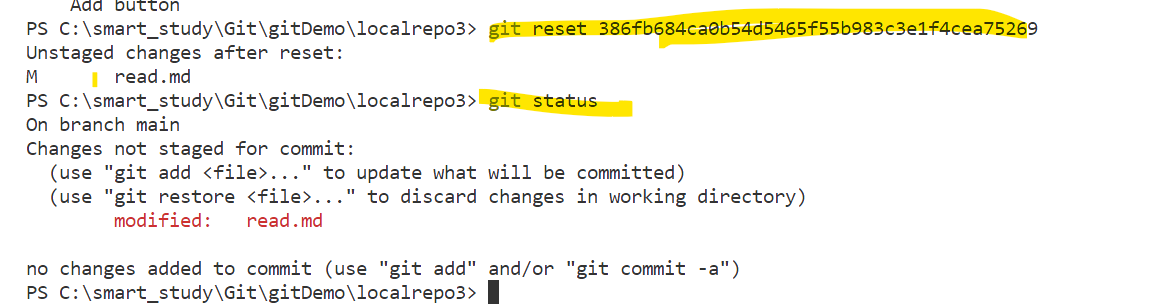 Add button
PS C:\smart_study\Git\gitDemo\localrepo3> git reset 386fb684ca0b54d5465f55b983c3e1f4cea75269
Unstaged changes after reset:
M       read.md
PS C:\smart_study\Git\gitDemo\localrepo3> git status
On branch main
Changes not staged for commit:
  (use "git add <file>..." to update what will be committed)
  (use "git restore <file>..." to discard changes in working directory)
        modified:   read.md
no changes added to commit (use "git add" and/or "git commit -a")
PS C:\smart_study\Git\gitDemo\localrepo3>